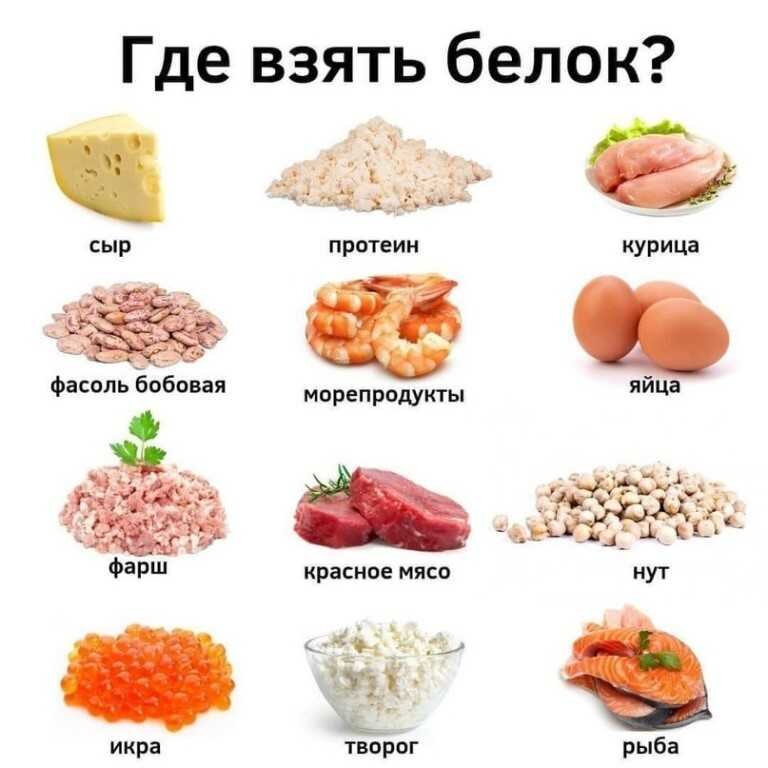 Где взять белок?
сыр
протеин
курица
фасоль бобовая
морепродукты
яйца
фарш
красное мясо
нут
икра
творог
рыба